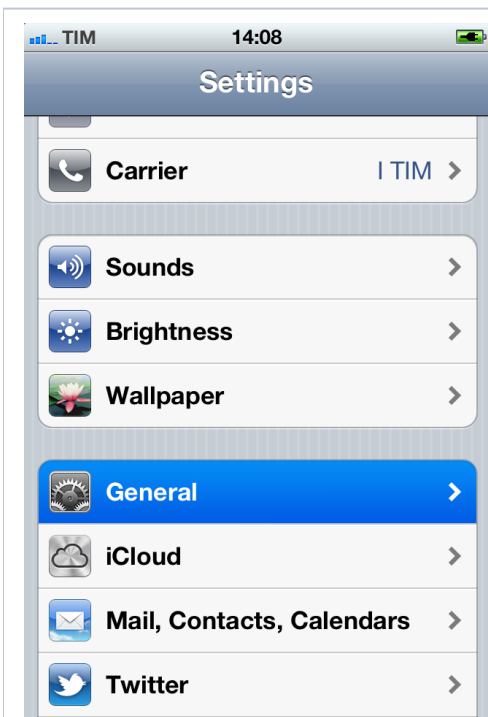 TIM 14:08
Settings
Carrier I TIM
Sounds
Brightness
Wallpaper
General
iCloud
Mail, Contacts, Calendars
Twitter